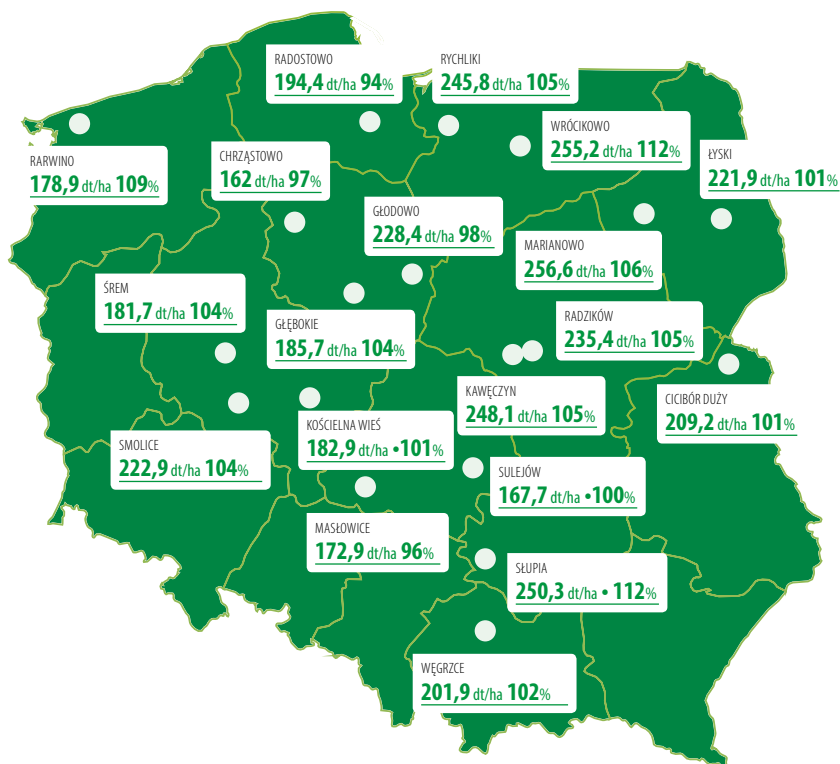 RADOSTOWO
194,4 dt/ha 94%
RYCHLIKI
245,8 dt/ha 105%
WRÓCIKOWO
255,2 dt/ha 112%
ŁYSKI
221,9 dt/ha 101%
RARWINO
178,9 dt/ha 109%
CHRZĄSTOWO
162 dt/ha 97%
GŁODOWO
228,4 dt/ha 98%
MARIANOWO
256,6 dt/ha 106%
ŚREM
181,7 dt/ha 104%
GŁĘBOKIE
185,7 dt/ha 104%
RADZIKÓW
235,4 dt/ha 105%
KAWĘCZYN
248,1 dt/ha 105%
CICIBÓR DUŻY
209,2 dt/ha 101%
SMOLICE
222,9 dt/ha 104%
KOŚCIELNA WIEŚ
182,9 dt/ha •101%
SULEJÓW
167,7 dt/ha •100%
MASŁOWICE
172,9 dt/ha 96%
SŁUPIA
250,3 dt/ha • 112%
WĘGRZCE
201,9 dt/ha 102%